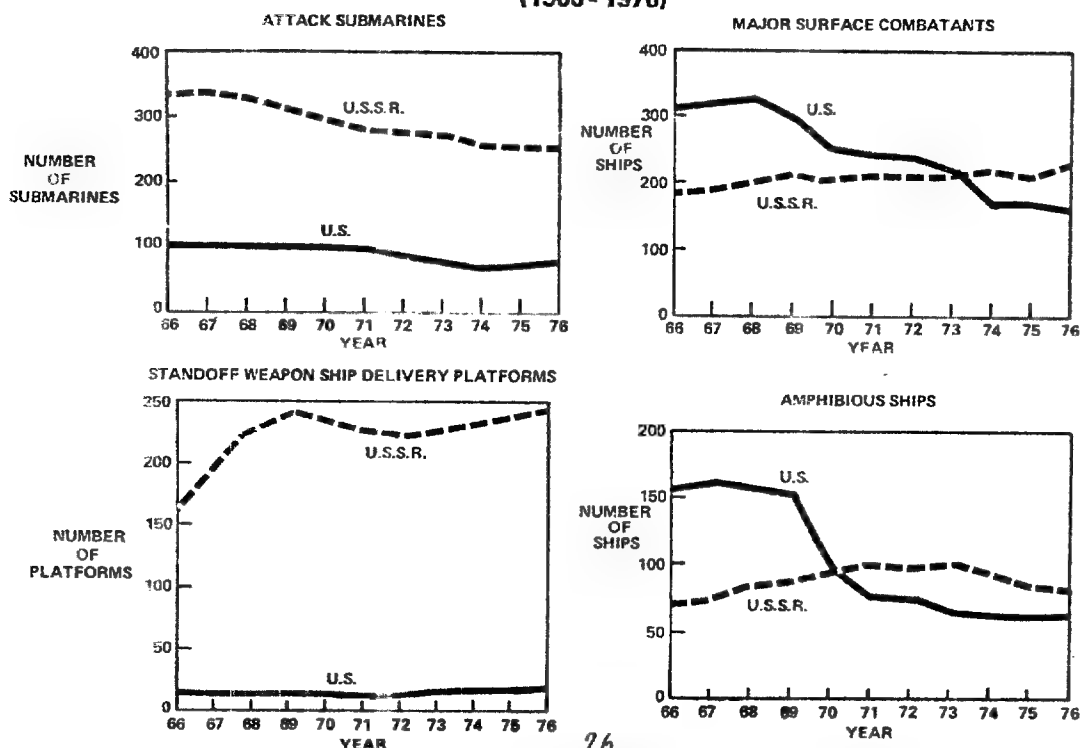 (1966 - 1976)
ATTACK SUBMARINES
400
300
200
100
0
NUMBER
OF
SUBMARINES
U.S.S.R.
U.S.
66 67 68 69 70 71 72 73 74 75 76
YEAR
MAJOR SURFACE COMBATANTS
400
300
200
100
0
NUMBER
OF
SHIPS
U.S.
U.S.S.R.
66 67 68 69 70 71 72 73 74 75 76
YEAR
STANDOFF WEAPON SHIP DELIVERY PLATFORMS
250
200
150
100
50
0
NUMBER
OF
PLATFORMS
U.S.S.R.
U.S.
66 67 68 69 70 71 72 73 74 75 76
YEAR
AMPHIBIOUS SHIPS
200
150
100
50
0
NUMBER
OF
SHIPS
U.S.
U.S.S.R.
66 67 68 69 70 71 72 73 74 75 76
YEAR
26